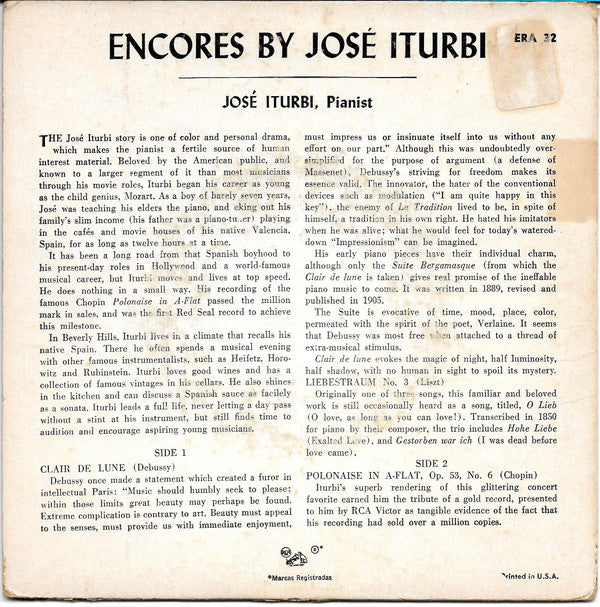 ENCORES BY JOSÉ ITURBI
ERA 32
JOSÉ ITURBI, Pianist
THE José Iturbi story is one of color and personal drama,
which makes the pianist a fertile source of human
interest material. Beloved by the American public, and
known to a larger segment of it than most musicians
through his movie roles, Iturbi began his career as young
as the child genius, Mozart. As a boy of barely seven years,
José was teaching his elders the piano, and eking out his
family's slim income (his father was a piano-tu er) playing
in the cafés and movie houses of his native Valencia,
Spain, for as long as twelve hours at a time.
It has been a long road from that Spanish boyhood to
his present-day roles in Hollywood and a world-famous
musical career, but Iturbi moves and lives at top speed.
He does nothing in a small way. His recording of the
famous Chopin Polonaise in A-Flat passed the million
mark in sales, and was the first Red Seal record to achieve
this milestone.
In Beverly Hills, Iturbi lives in a climate that recalls his
native Spain. There he often spends a musical evening
with other famous instrumentalists, such as Heifetz, Horo-
witz and Rubinstein. Iturbi loves good wines and has a
collection of famous vintages in his cellars. He also shines
in the kitchen and can discuss a Spanish sauce as facilely
as a sonata. Iturbi leads a full life, never letting a day pass
without a stint at his instrument, but still finds time to
audition and encourage aspiring young musicians.
SIDE 1
CLAIR DE LUNE (Debussy)
Debussy once made a statement which created a furor in
intellectual Paris: "Music should humbly seek to please;
within those limits great beauty may perhaps be found.
Extreme complication is contrary to art. Beauty must appeal
to the senses, must provide us with immediate enjoyment,
must impress us or insinuate itself into us without any
effort on our part." Although this was undoubtedly over-
simplified for the purpose of argument (a defense of
Massenet), Debussy's striving for freedom makes its
essence valid. The innovator, the hater of the conventional
devices such as modulation ("I am quite happy in this
key"), the enemy of Le Tradition lived to be, in spite of
himself, a tradition in his own right. He hated his imitators
when he was alive; what he would feel for today's watered-
down "Impressionism" can be imagined.
His early piano pieces have their individual charm,
although only the Suite Bergamasque (from which the
Clair de lune is taken) gives red promise of the ineffable
piano music to come. It was written in 1889, revised and
published in 1905.
The Suite is evocative of time, mood, place, color,
permeated with the spirit of the poet, Verlaine. It seems
that Debussy was most free when attached to a thread of
extra-musical stimulus.
Clair de lune evokes the magic of night, half luminosity,
half shadow, with no human in sight to spoil its mystery.
LIEBESTRAUM No. 3 (Liszt)
Originally one of three songs, this familiar and beloved
work is still occasionally heard as a song, titled, O Lieb
(O love, as long as you can love!). Transcribed in 1850
for piano by their composer, the trio includes Hohe Liebe
(Exalted Love), and Gestorben war ich (I was dead before
love came).
SIDE 2
POLONAISE IN A-FLAT, Op. 53, No. 6 (Chopin)
Iturbi's superb rendering of this glittering concert
favorite earned him the tribute of a gold record, presented
to him by RCA Victor as tangible evidence of the fact that
his recording had sold over a million copies.
RCA
®*
*Marcas Registradas
Printed in U.S.A.